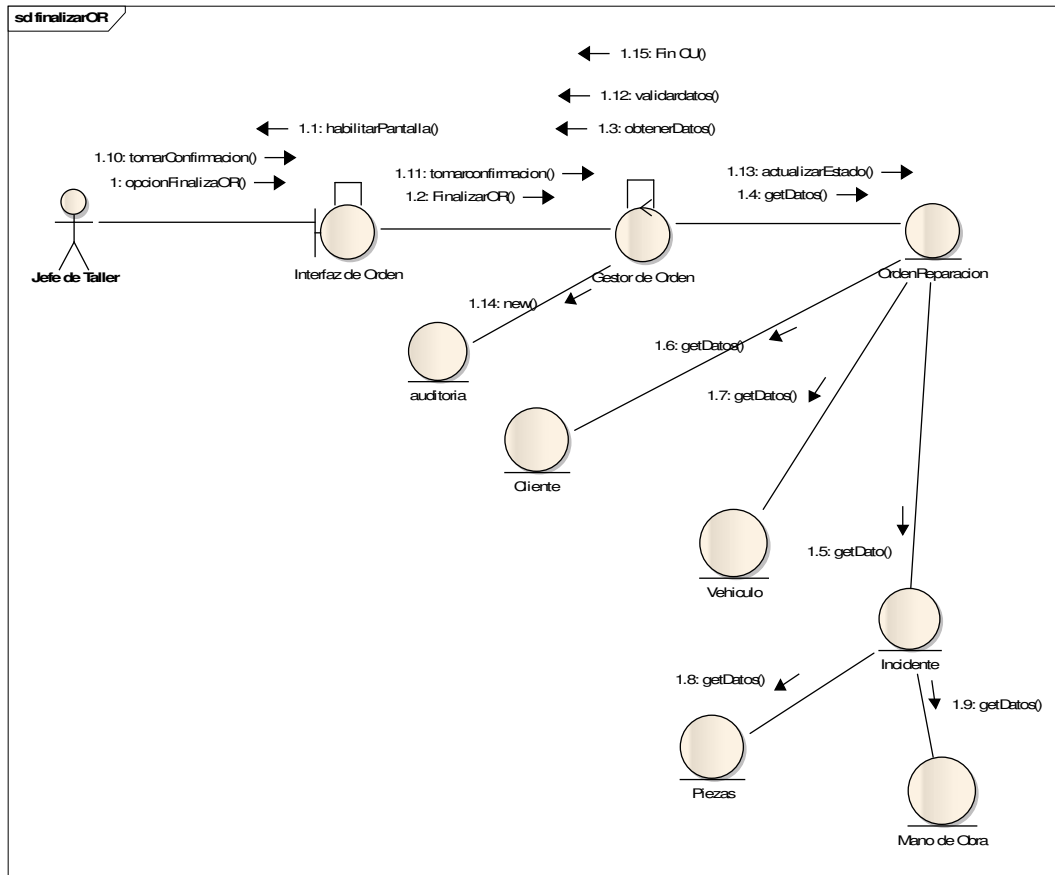 sd finalizarOR
1.15: Fin CU()
1.12: validardatos()
1.1: habilitarPantalla()
1.3: obtenerDatos()
1.10: tomarConfirmacion()
1.11: tomarconfirmacion()
1.13: actualizarEstado()
1: opcionFinalizaOR()
1.2: FinalizarOR()
1.4: getDatos()
Jefe de Taller
Interfaz de Orden
Gestor de Orden
OrdenReparacion
1.14: new()
1.6: getDatos()
auditoria
1.7: getDatos()
Cliente
1.5: getDato()
Vehiculo
Incidente
1.8: getDatos()
1.9: getDatos()
Piezas
Mano de Obra